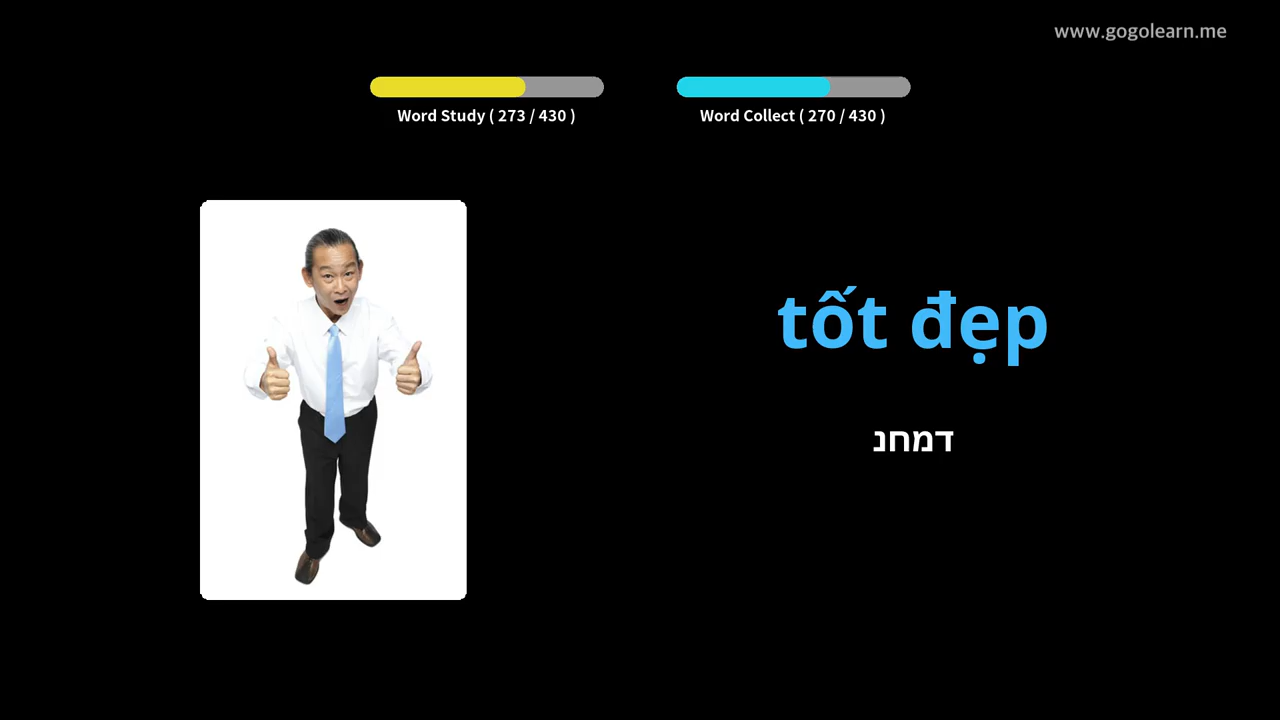 www.gogolearn.me
Word Study ( 273 / 430 )
Word Collect ( 270 / 430 )
tốt đẹp
דמחנ